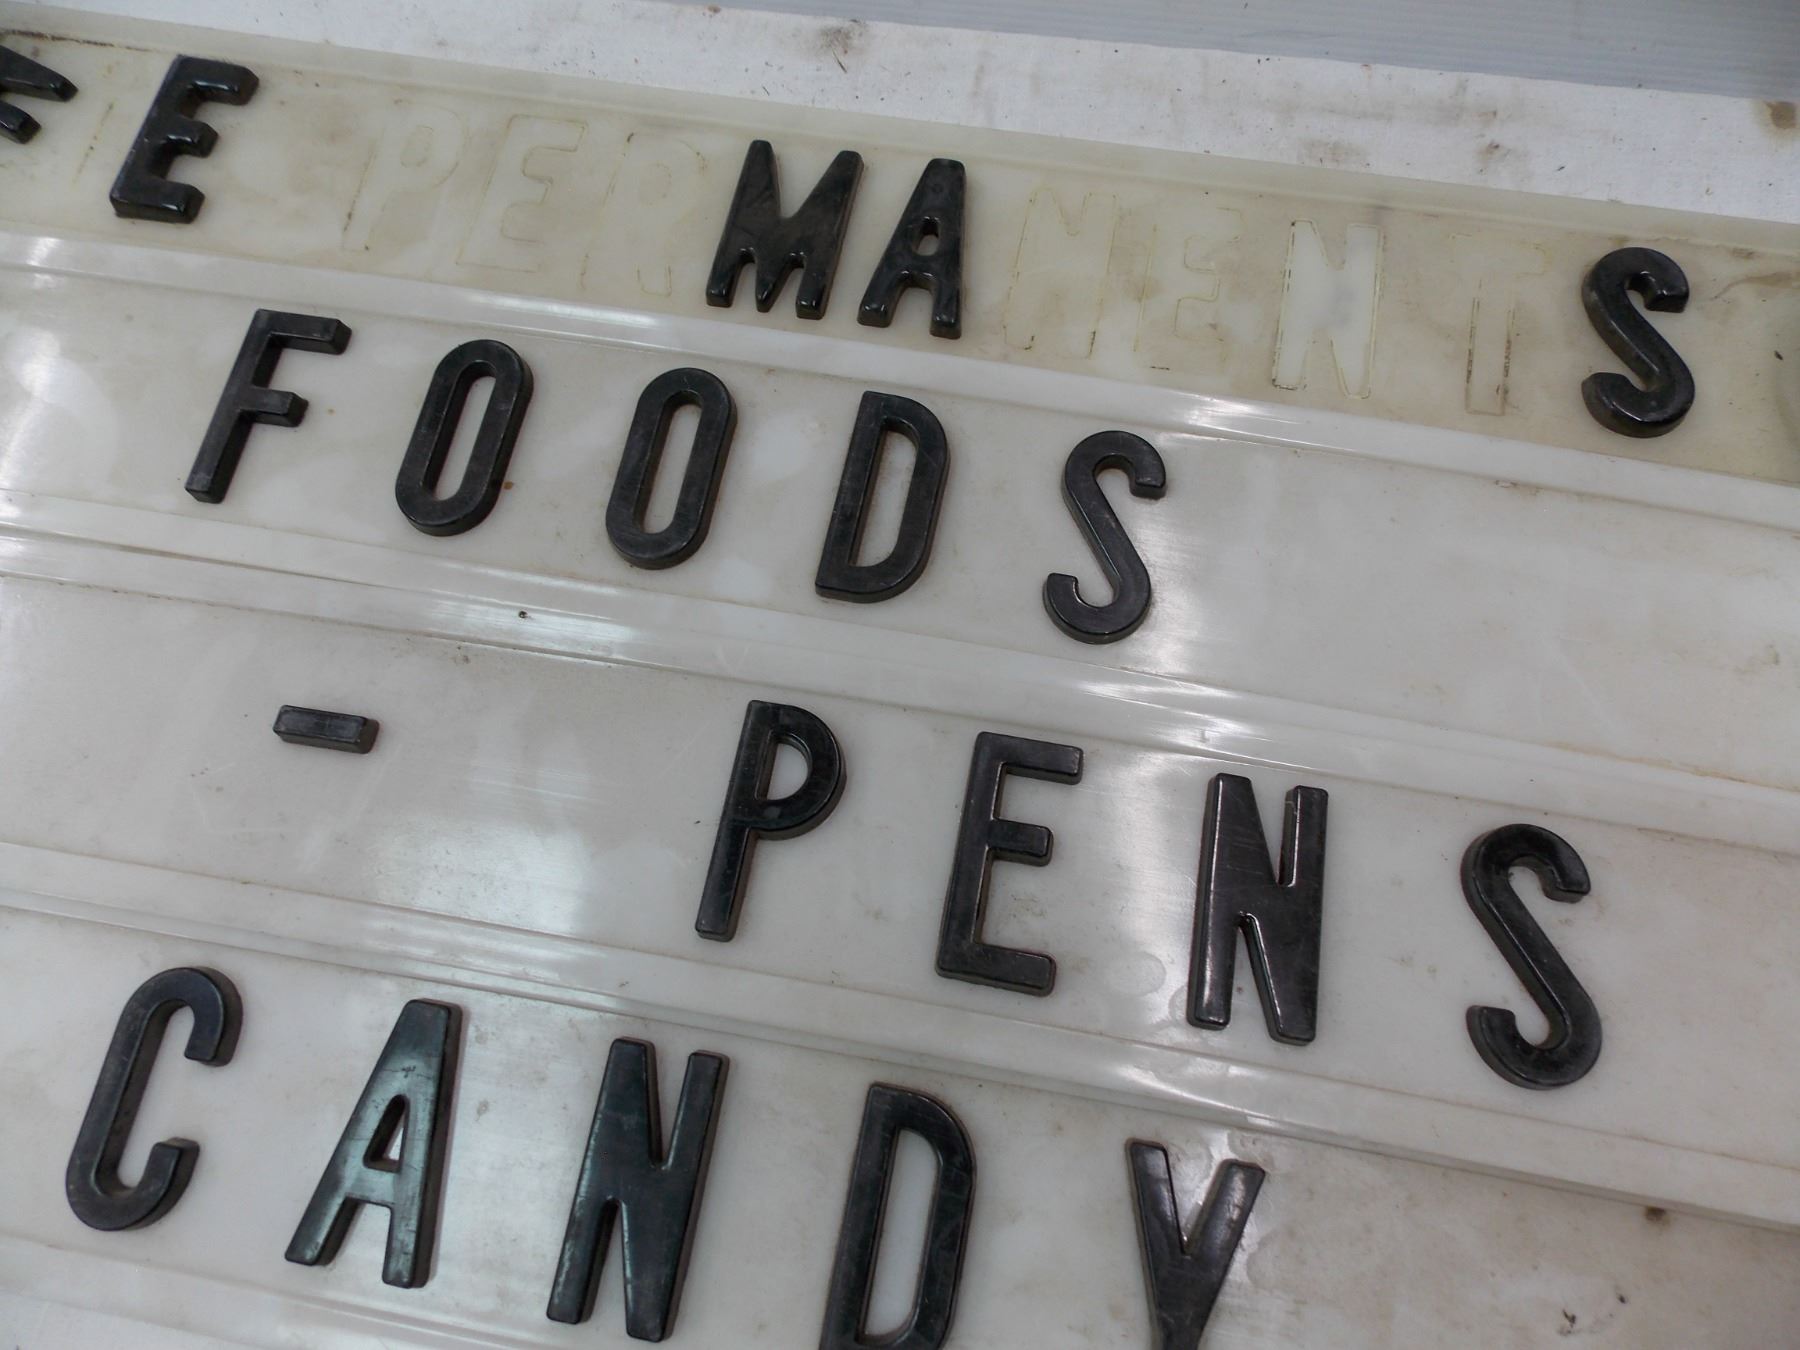 E PERMANENTS
FOODS
- PENS
CANDY